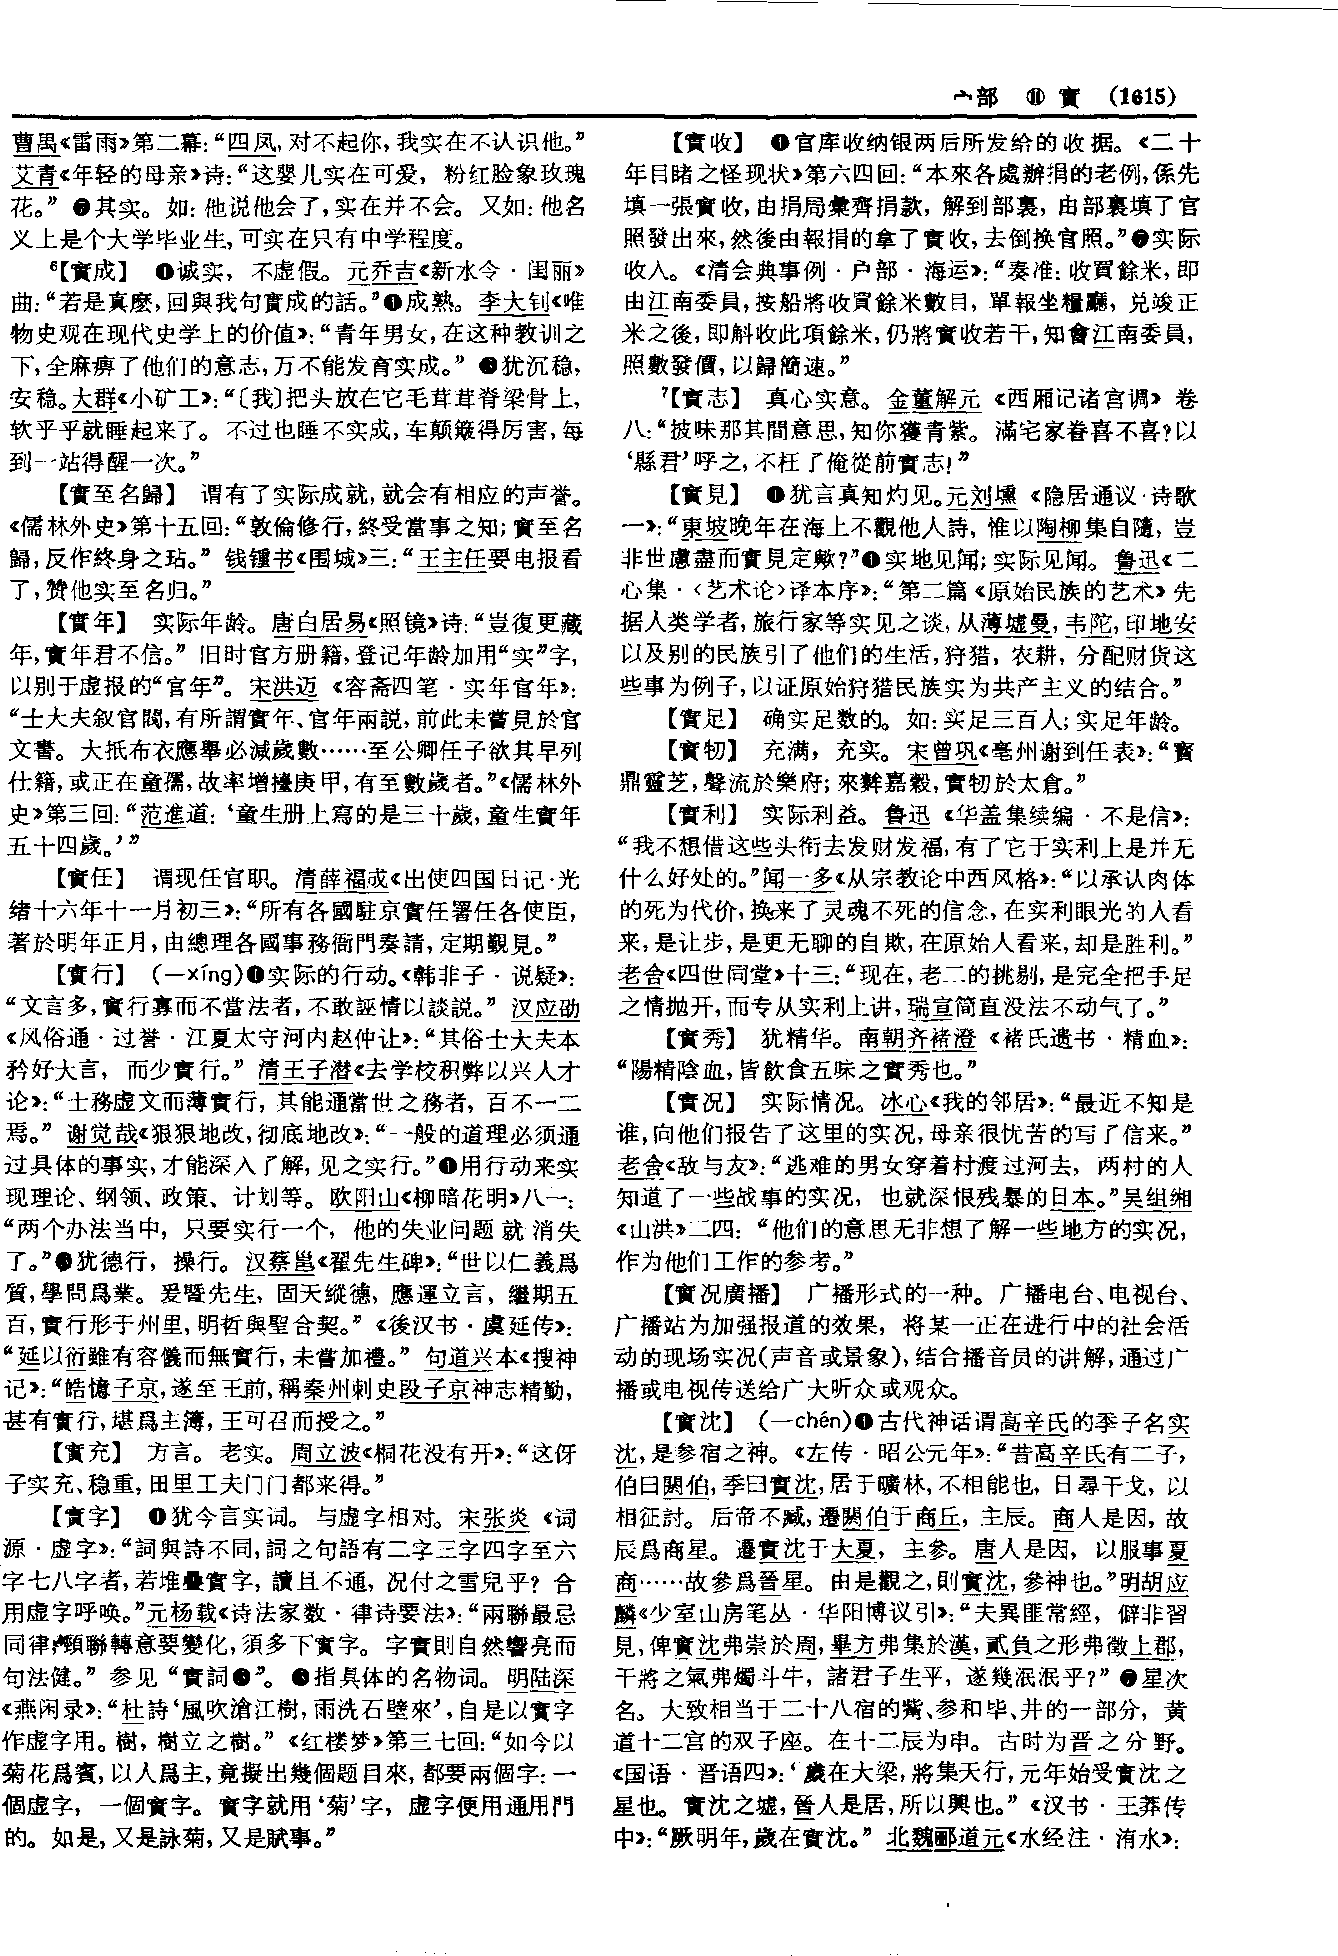 宀部 ⑪ 實 (1615)
曹禺《雷雨》第二幕：“四凤，对不起你，我实在不认识他。”
艾青《年轻的母亲》诗：“这婴儿实在可爱，粉红脸象玫瑰
花。” ❼其实。如：他说他会了，实在并不会。又如：他名
义上是个大学毕业生，可实在只有中学程度。
⁶【實成】 ❶诚实，不虚假。元乔吉《新水令·闺丽》
曲：“若是真麽，回與我句實成的話。”❷成熟。李大钊《唯
物史观在现代史学上的价值》：“青年男女，在这种教训之
下，全麻痹了他们的意志，万不能发育实成。” ❸犹沉稳，
安稳。大群《小矿工》：“〔我〕把头放在它毛茸茸脊梁骨上，
软乎乎就睡起来了。不过也睡不实成，车颠簸得厉害，每
到一站得醒一次。”
【實至名歸】 谓有了实际成就，就会有相应的声誉。
《儒林外史》第十五回：“敦倫修行，終受當事之知；實至名
歸，反作終身之玷。” 钱锺书《围城》三：“王主任要电报看
了，赞他实至名归。”
【實年】 实际年龄。唐白居易《照镜》诗：“豈復更藏
年，實年君不信。” 旧时官方册籍，登记年龄加用“实”字，
以别于虚报的“官年”。宋洪迈《容斋四笔·实年官年》：
“士大夫叙官閥，有所謂實年、官年兩説，前此未嘗見於官
文書。大抵布衣應舉必減歲數……至公卿任子欲其早列
仕籍，或正在童孺，故率增擡庚甲，有至數歲者。”《儒林外
史》第三回：“范進道：‘童生册上寫的是三十歲，童生實年
五十四歲。’”
【實任】 谓现任官职。清薛福成《出使四国日记·光
绪十六年十一月初三》：“所有各國駐京實任署任各使臣，
著於明年正月，由總理各國事務衙門奏請，定期覲見。”
【實行】 (—xíng)❶实际的行动。《韩非子·说疑》：
“文言多，實行寡而不當法者，不敢誣情以談説。” 汉应劭
《风俗通·过誉·江夏太守河内赵仲让》：“其俗士大夫本
矜好大言，而少實行。” 清王子潜《去学校积弊以兴人才
论》：“士務虚文而薄實行，其能通當世之務者，百不一二
焉。” 谢觉哉《狠狠地改，彻底地改》：“一般的道理必须通
过具体的事实，才能深入了解，见之实行。”❷用行动来实
现理论、纲领、政策、计划等。欧阳山《柳暗花明》八一：
“两个办法当中，只要实行一个，他的失业问题就消失
了。”❸犹德行，操行。汉蔡邕《翟先生碑》：“世以仁義爲
質，學問爲業。爰暨先生，固天縱德，應運立言，繼期五
百，實行形于州里，明哲與聖合契。” 《後汉书·虞延传》：
“延以衍雖有容儀而無實行，未嘗加禮。” 句道兴本《搜神
记》：“皓憶子京，遂至王前，稱秦州刺史段子京神志精勤，
甚有實行，堪爲主簿，王可召而授之。”
【實充】 方言。老实。周立波《桐花没有开》：“这伢
子实充、稳重，田里工夫门门都来得。”
【實字】 ❶犹今言实词。与虚字相对。宋张炎《词
源·虚字》：“詞與詩不同，詞之句語有二字三字四字至六
字七八字者，若堆疊實字，讀且不通，况付之雪兒乎？合
用虚字呼唤。”元杨载《诗法家数·律诗要法》：“兩聯最忌
同律，頸聯轉意要變化，須多下實字。字實則自然響亮而
句法健。” 参见“實詞❸”。❷指具体的名物词。明陆深
《燕闲录》：“杜詩‘風吹滄江樹，雨洗石壁來’，自是以實字
作虚字用。樹，樹立之樹。” 《红楼梦》第三七回：“如今以
菊花爲賓，以人爲主，竟擬出幾個题目來，都要兩個字：一
個虚字，一個實字。實字就用‘菊’字，虚字便用通用門
的。如是，又是詠菊，又是賦事。”
【實收】 ❶官库收纳银两后所发给的收据。《二十
年目睹之怪现状》第六四回：“本來各處辦捐的老例，係先
填一張實收，由捐局彙齊捐款，解到部裏，由部裏填了官
照發出來，然後由報捐的拿了實收，去倒换官照。”❷实际
收入。《清会典事例·户部·海运》：“奏准：收買餘米，即
由江南委員，按船將收買餘米數目，單報坐糧廳，兑竣正
米之後，即斛收此項餘米，仍將實收若干，知會江南委員，
照數發價，以歸簡速。”
⁷【實志】 真心实意。金董解元《西厢记诸宫调》卷
八：“披味那其間意思，知你獲青紫。滿宅家眷喜不喜？以
‘縣君’呼之，不枉了俺從前實志！”
【實見】 ❶犹言真知灼见。元刘壎《隐居通议·诗歌
一》：“東坡晚年在海上不觀他人詩，惟以陶柳集自隨，豈
非世慮盡而實見定歟？”❷实地见闻；实际见闻。鲁迅《二
心集·〈艺术论〉译本序》：“第二篇《原始民族的艺术》先
据人类学者，旅行家等实见之谈，从薄墟曼，韦陀，印地安
以及别的民族引了他们的生活，狩猎，农耕，分配财货这
些事为例子，以证原始狩猎民族实为共产主义的结合。”
【實足】 确实足数的。如：实足三百人；实足年龄。
【實牣】 充满，充实。宋曾巩《亳州谢到任表》：“寳
鼎靈芝，聲流於樂府；來麰嘉穀，實牣於太倉。”
【實利】 实际利益。鲁迅《华盖集续编·不是信》：
“我不想借这些头衔去发财发福，有了它于实利上是并无
什么好处的。”闻一多《从宗教论中西风格》：“以承认肉体
的死为代价，换来了灵魂不死的信念，在实利眼光的人看
来，是让步，是更无聊的自欺，在原始人看来，却是胜利。”
老舍《四世同堂》十三：“现在，老二的挑剔，是完全把手足
之情抛开，而专从实利上讲，瑞宣简直没法不动气了。”
【實秀】 犹精华。南朝齐褚澄《褚氏遗书·精血》：
“陽精陰血，皆飲食五味之實秀也。”
【實况】 实际情况。冰心《我的邻居》：“最近不知是
谁，向他们报告了这里的实况，母亲很忧苦的写了信来。”
老舍《敌与友》：“逃难的男女穿着村渡过河去，两村的人
知道了一些战事的实况，也就深恨残暴的日本。”吴组缃
《山洪》二四：“他们的意思无非想了解一些地方的实况，
作为他们工作的参考。”
【實况廣播】 广播形式的一种。广播电台、电视台、
广播站为加强报道的效果，将某一正在进行中的社会活
动的现场实况(声音或景象)，结合播音员的讲解，通过广
播或电视传送给广大听众或观众。
【實沈】 (—chén)❶古代神话谓高辛氏的季子名实
沈，是参宿之神。《左传·昭公元年》：“昔高辛氏有二子，
伯曰閼伯，季曰實沈，居于曠林，不相能也，日尋干戈，以
相征討。后帝不臧，遷閼伯于商丘，主辰。商人是因，故
辰爲商星。遷實沈于大夏，主參。唐人是因，以服事夏
商……故參爲晉星。由是觀之，則實沈，參神也。”明胡应
麟《少室山房笔丛·华阳博议引》：“夫異匪常經，僻非習
見，俾實沈弗崇於周，畢方弗集於漢，貳負之形弗徵上郡，
干將之氣弗燭斗牛，諸君子生平，遂幾泯泯乎？” ❷星次
名。大致相当于二十八宿的觜、参和毕、井的一部分，黄
道十二宫的双子座。在十二辰为申。古时为晋之分野。
《国语·晋语四》：‘歲在大梁，將集天行，元年始受實沈之
星也。實沈之墟，晉人是居，所以興也。” 《汉书·王莽传
中》：“厥明年，歲在實沈。” 北魏郦道元《水经注·洧水》：